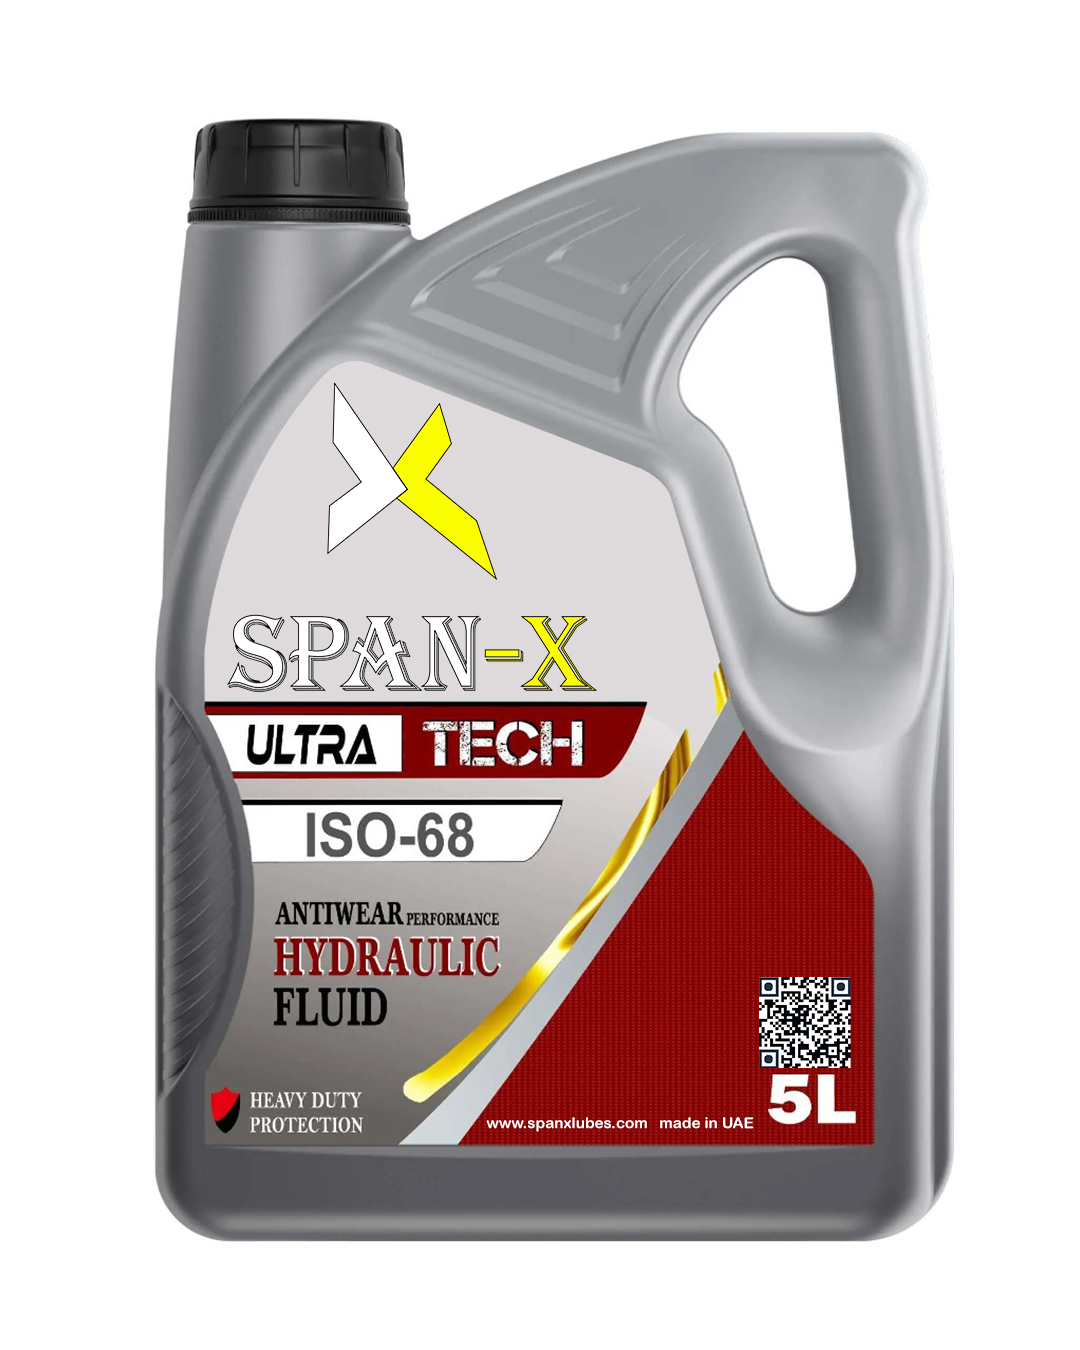 SPAN-X
ULTRA TECH
ISO-68
ANTIWEAR PERFORMANCE
HYDRAULIC
FLUID
HEAVY DUTY
PROTECTION
www.spanxlubes.com made in UAE
5L